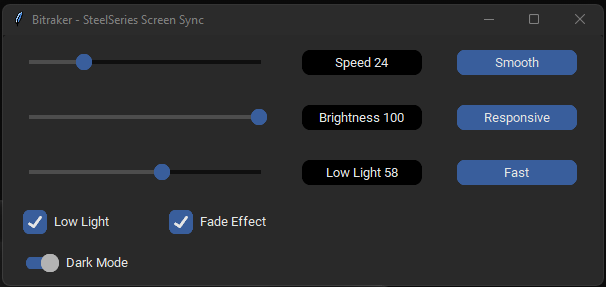 Bitraker - SteelSeries Screen Sync
Speed 24 Smooth
Brightness 100 Responsive
Low Light 58 Fast
Low Light Fade Effect
Dark Mode